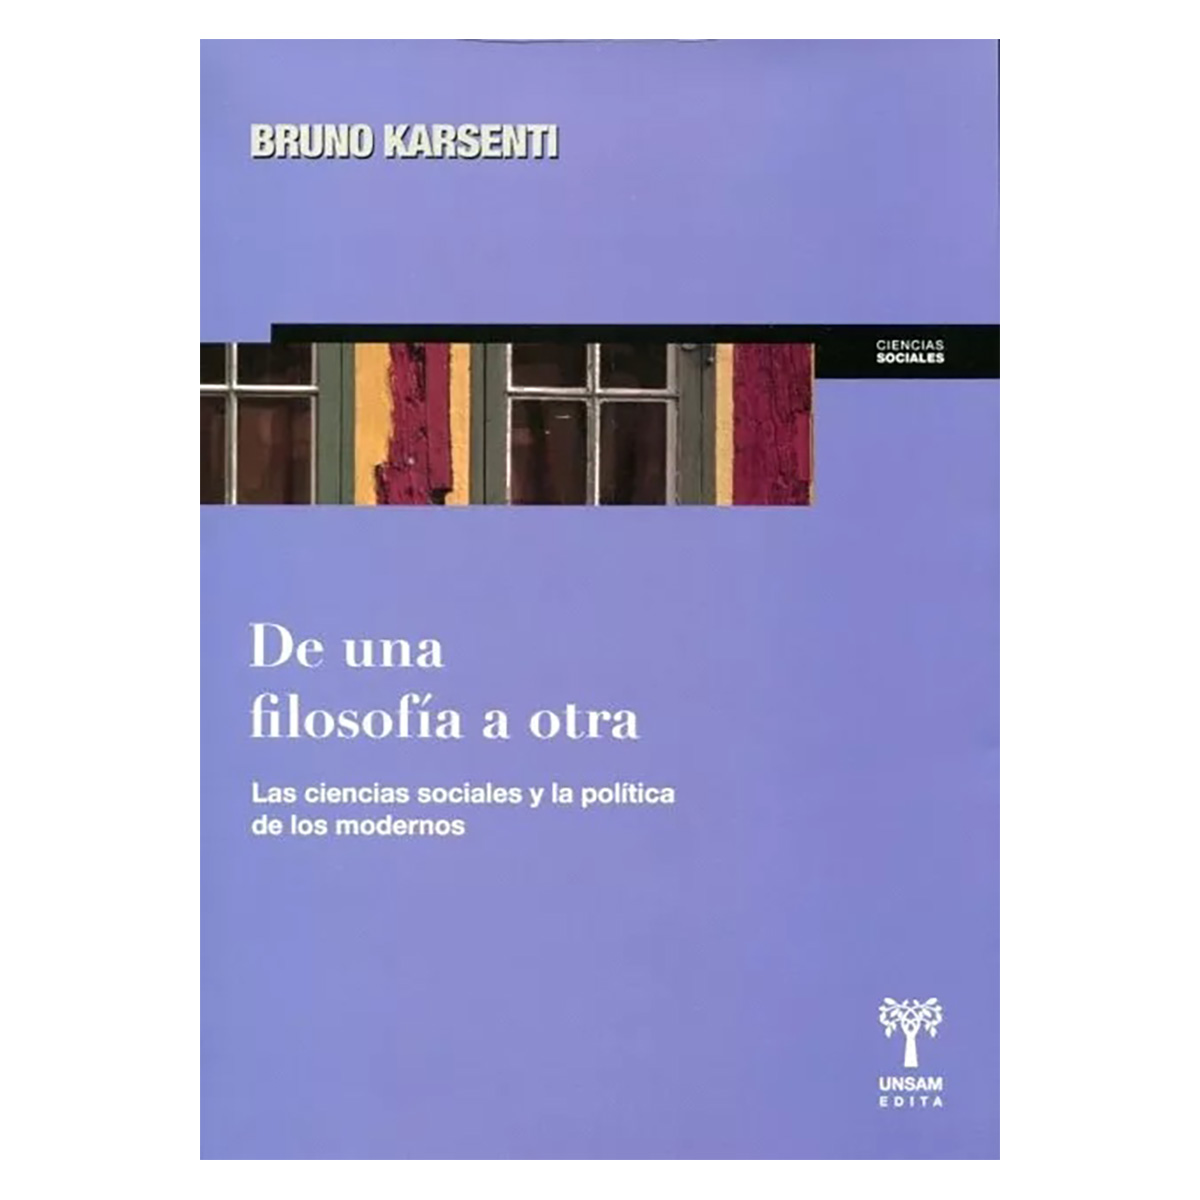 BRUNO KARSENTI
CIENCIAS
SOCIALES
De una
filosofía a otra
Las ciencias sociales y la política
de los modernos
UNSAM
EDITA